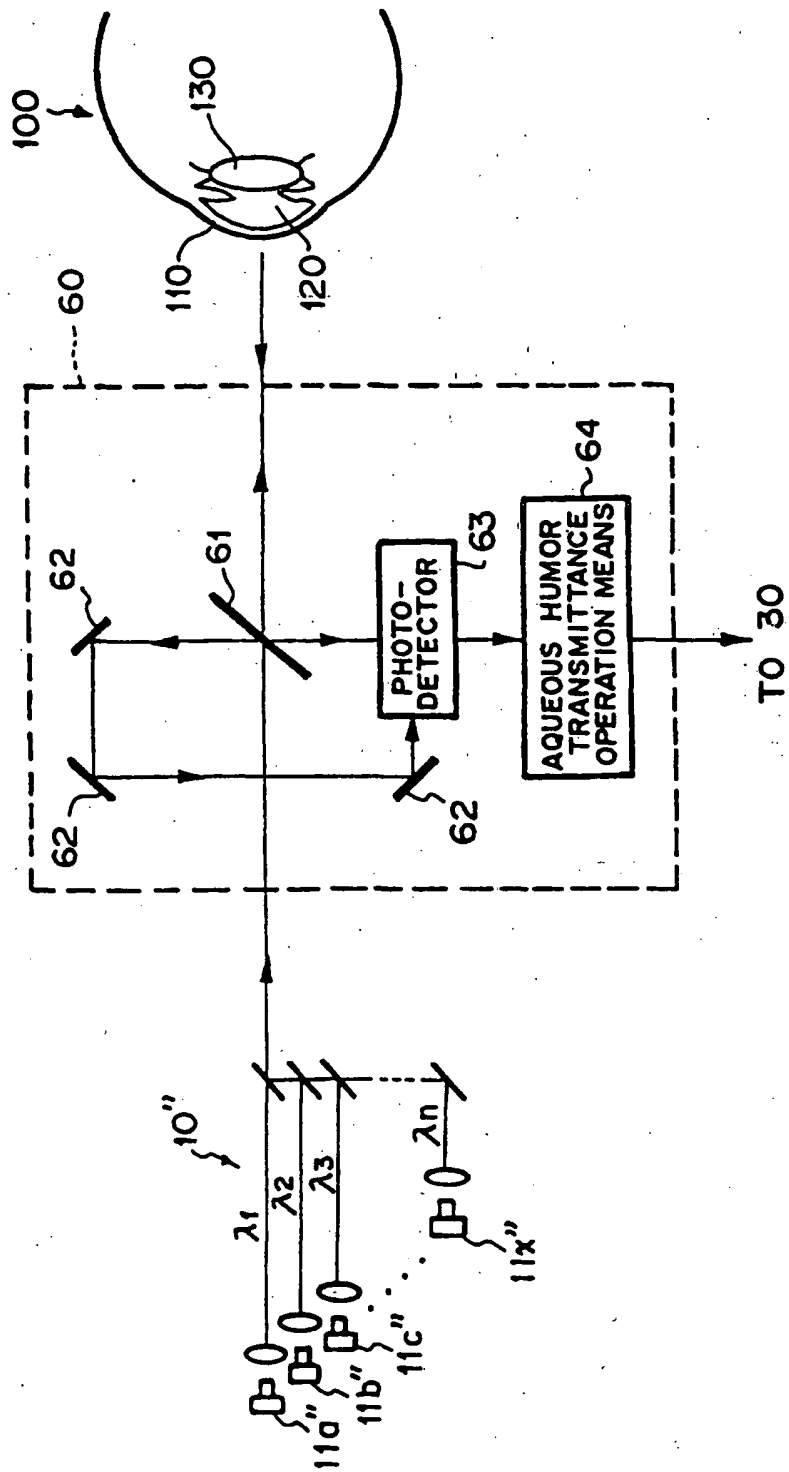 100
130
110
120
60
62
61
62
62
63
PHOTO-
DETECTOR
64
AQUEOUS HUMOR
TRANSMITTANCE
OPERATION MEANS
TO 30
10"
λ1
λ2
λ3
λn
11a"
11b"
11c"
11x"